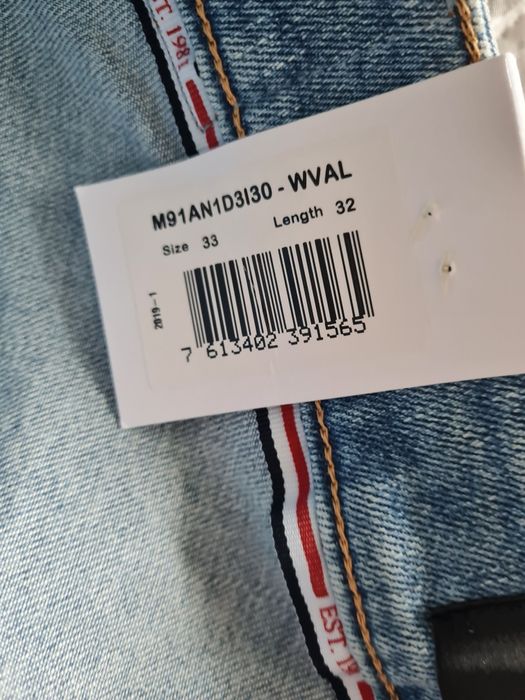 EST. 1981
M91AN1D3I30 - WVAL
Size 33 Length 32
2019-1
7 613402 391565
EST. 19